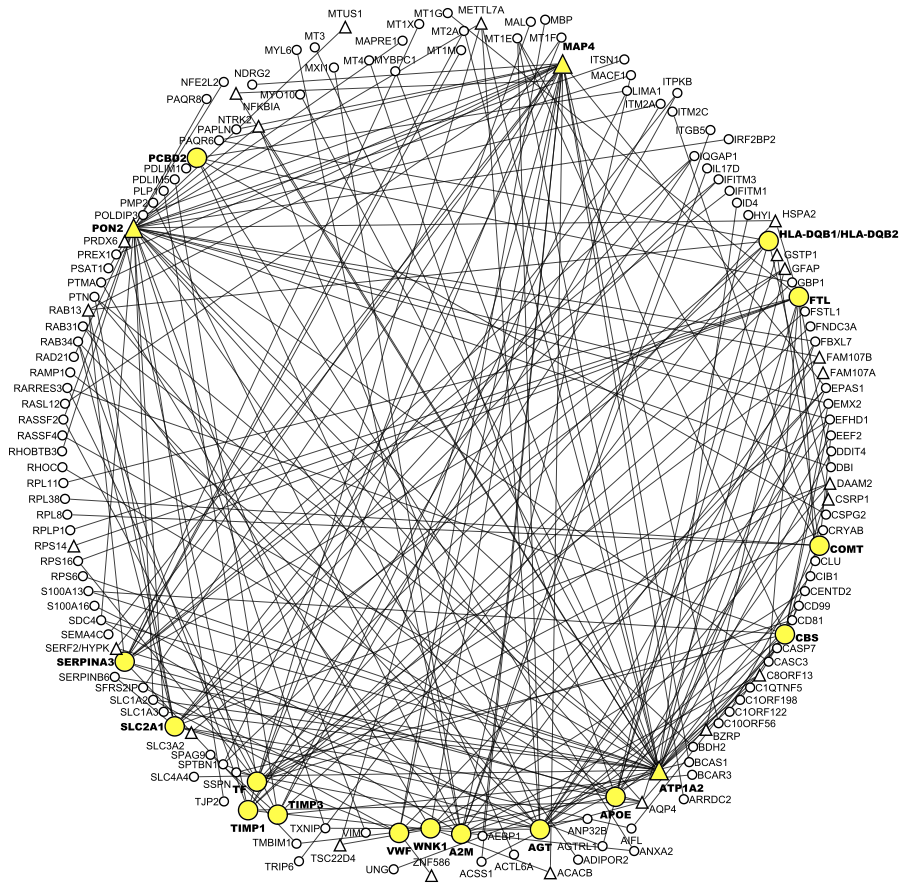 MTUS1
MT1G
METTL7A
MT1X
MT2A
MAL
MBP
MT3
MAPRE1
MT1E
MT1F
MYL6
MT1M
MAP4
MXI1
MT4
MYBPC1
ITSN1
NFE2L2
NDRG2
MACF1
ITPKB
MYO10
LIMA1
PAQR8
NFKBIA
ITM2A
ITM2C
NTRK2
PAPLN
ITGB5
PAQR6
IRF2BP2
PCBD2
IQGAP1
PDLIM1
IL17D
PDLIM5
IFITM3
PLP1
IFITM1
PMP2
ID4
POLDIP3
HYI
HSPA2
PON2
HLA-DQB1/HLA-DQB2
PRDX6
PREX1
GSTP1
PSAT1
GFAP
PTMA
GBP1
PTN
FTL
RAB13
FSTL1
RAB31
FNDC3A
RAB34
FBXL7
RAD21
FAM107B
RAMP1
FAM107A
RARRES3
EPAS1
RASL12
EMX2
RASSF2
EFHD1
RASSF4
EEF2
RHOBTB3
DDIT4
RHOC
DBI
RPL11
DAAM2
RPL38
CSRP1
RPL8
CSPG2
RPLP1
CRYAB
RPS14
COMT
RPS16
CLU
RPS6
CIB1
S100A13
CENTD2
S100A16
CD99
SDC4
CD81
SEMA4C
CBS
SERF2/HYPK
CASP7
SERPINA3
CASC3
SERPINB6
C8ORF13
SFRS2IP
C1QTNF5
SLC1A2
C1ORF198
SLC1A3
C1ORF122
SLC2A1
C10ORF56
SLC3A2
BZRP
SPAG9
BDH2
SPTBN1
BCAS1
SLC4A4
SSPN
BCAR3
TF
ATP1A2
TJP2
ARRDC2
TIMP3
AQP4
TIMP1
APOE
TXNIP
VIM
AEBP1
ANP32B
TMBIM1
VWF
WNK1
A2M
AGT
AGTRL1
AIFL
TSC22D4
ANXA2
TRIP6
ZNF586
ADIPOR2
UNG
ACSS1
ACTL6A
ACACB